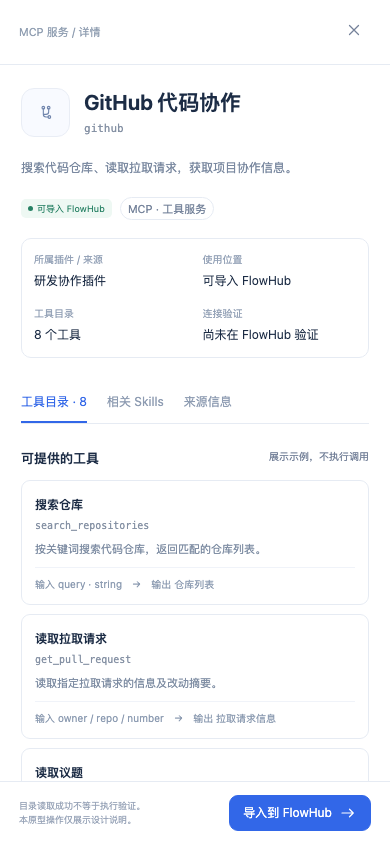 MCP 服务 / 详情
GitHub 代码协作
github
搜索代码仓库、读取拉取请求，获取项目协作信息。
可导入 FlowHub
MCP · 工具服务
所属插件 / 来源
使用位置
研发协作插件
可导入 FlowHub
工具目录
连接验证
8 个工具
尚未在 FlowHub 验证
工具目录 · 8
相关 Skills
来源信息
可提供的工具
展示示例，不执行调用
搜索仓库
search_repositories
按关键词搜索代码仓库，返回匹配的仓库列表。
输入 query · string → 输出 仓库列表
读取拉取请求
get_pull_request
读取指定拉取请求的信息及改动摘要。
输入 owner / repo / number → 输出 拉取请求信息
读取议题
目录读取成功不等于执行验证。
本原型操作仅展示设计说明。
导入到 FlowHub →